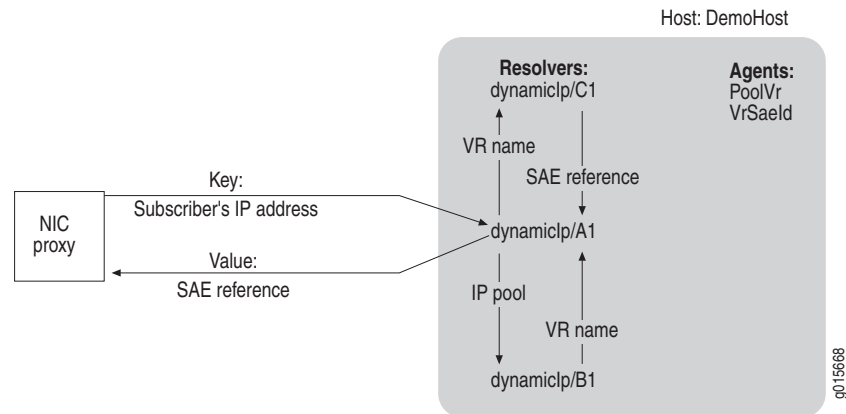 Host: DemoHost
Resolvers:
dynamicIp/C1
Agents:
PoolVr
VrSaeId
VR name
SAE reference
Key:
Subscriber's IP address
NIC
proxy
dynamicIp/A1
Value:
SAE reference
IP pool
VR name
dynamicIp/B1
g015668